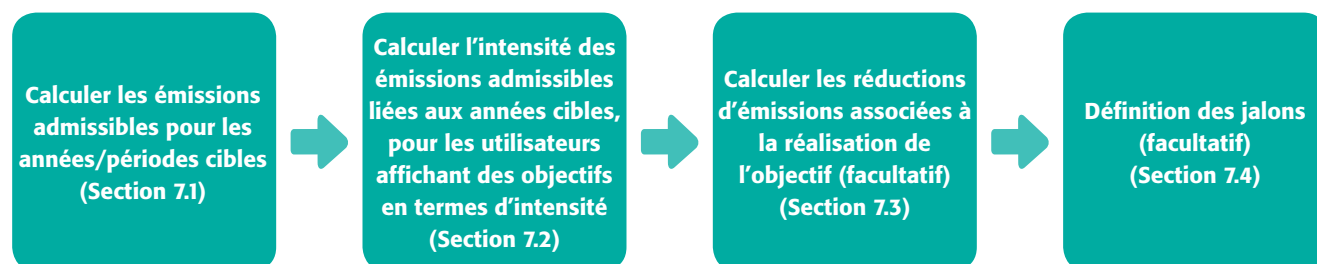 Calculer les émissions
admissibles pour les
années/périodes cibles
(Section 7.1)
Calculer l’intensité des
émissions admissibles
liées aux années cibles,
pour les utilisateurs
affichant des objectifs
en termes d’intensité
(Section 7.2)
Calculer les réductions
d’émissions associées à
la réalisation de
l’objectif (facultatif)
(Section 7.3)
Définition des jalons
(facultatif)
(Section 7.4)